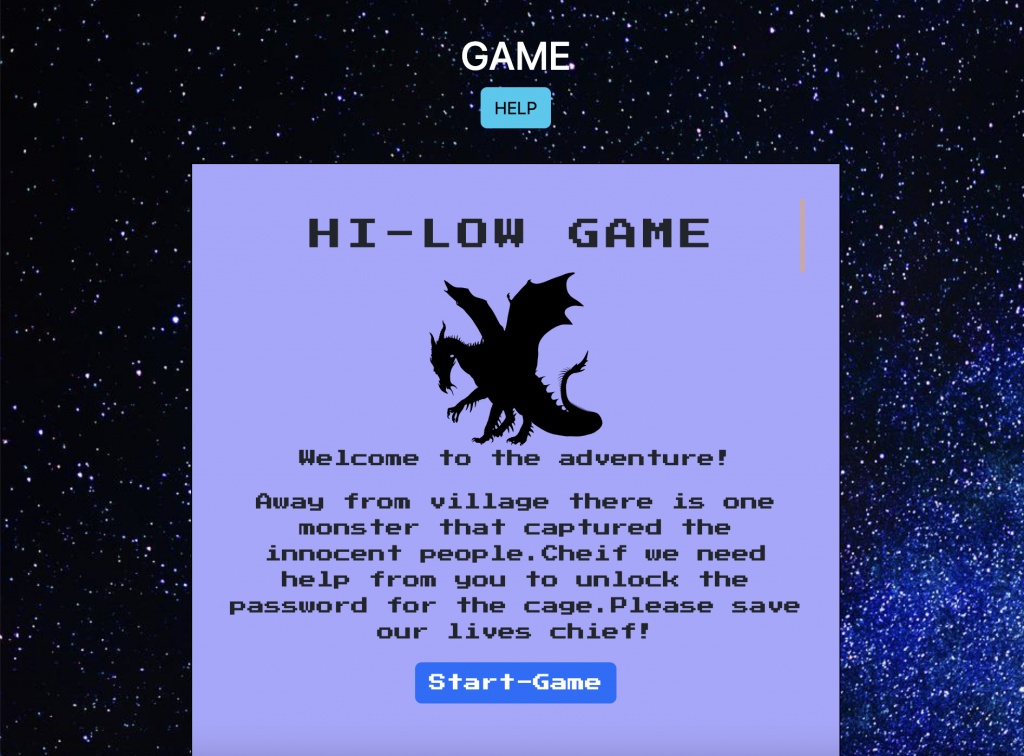 GAME
HELP
HI-LOW GAME
Welcome to the adventure!
Away from village there is one
monster that captured the
innocent people.Cheif we need
help from you to unlock the
password for the cage.Please save
our lives chief!
Start-Game